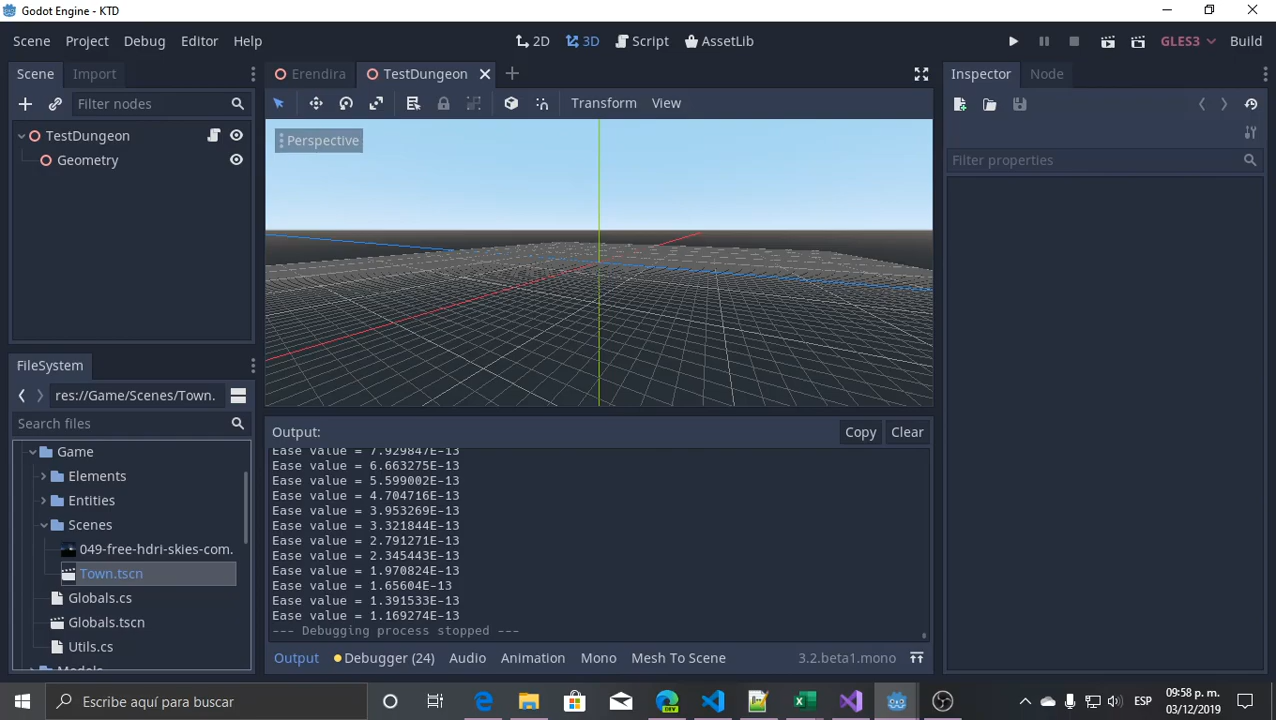 Godot Engine - KTD
Scene Project Debug Editor Help
2D 3D Script AssetLib
GLES3 Build
Scene Import
Filter nodes
TestDungeon
Geometry
FileSystem
res://Game/Scenes/Town.
Search files
Game
Elements
Entities
Scenes
049-free-hdri-skies-com.
Town.tscn
Globals.cs
Globals.tscn
Utils.cs
Erendira TestDungeon
Transform View
Perspective
Output: Copy Clear
Ease value = 7.929847E-13
Ease value = 6.663275E-13
Ease value = 5.599002E-13
Ease value = 4.704716E-13
Ease value = 3.953269E-13
Ease value = 3.321844E-13
Ease value = 2.791271E-13
Ease value = 2.345443E-13
Ease value = 1.970824E-13
Ease value = 1.65604E-13
Ease value = 1.391533E-13
Ease value = 1.169274E-13
--- Debugging process stopped ---
Output Debugger (24) Audio Animation Mono Mesh To Scene 3.2.beta1.mono
Inspector Node
Filter properties
Escribe aquí para buscar
DEV
ESP
09:58 p. m.
03/12/2019